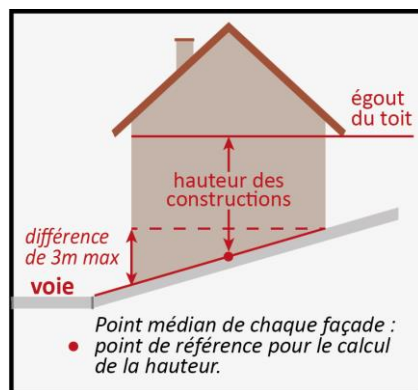 égout
du toit
hauteur des
constructions
différence
de 3m max
voie
Point médian de chaque façade :
point de référence pour le calcul
de la hauteur.